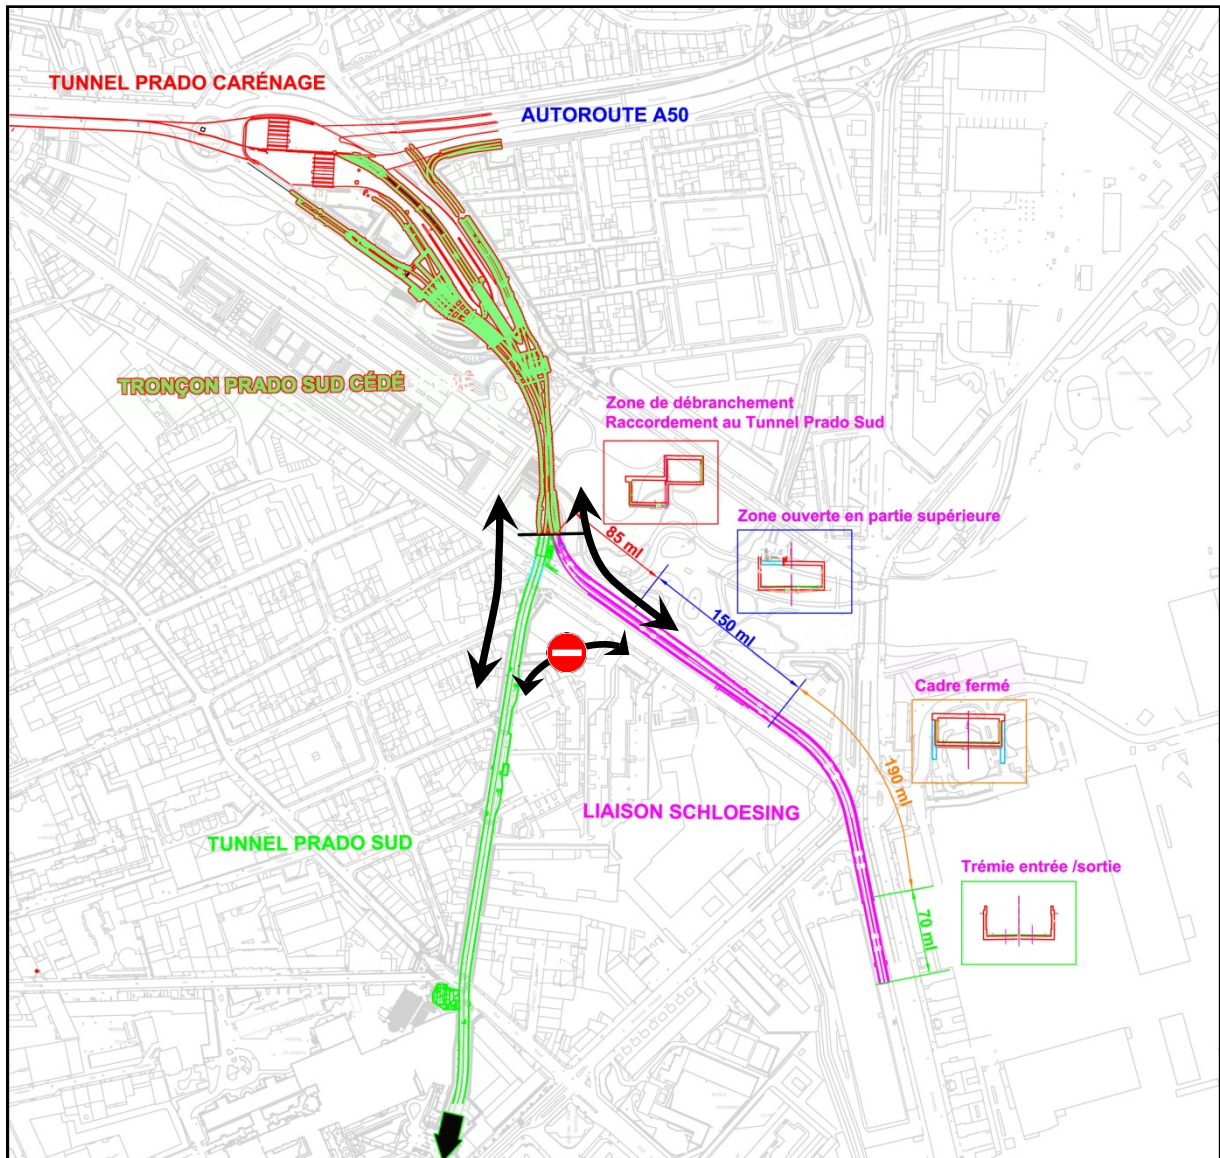 TUNNEL PRADO CARÉNAGE
AUTOROUTE A50
TRONÇON PRADO SUD CÉDÉ
Zone de débranchement
Raccordement au Tunnel Prado Sud
85 ml
Zone ouverte en partie supérieure
150 ml
Cadre fermé
190 ml
LIAISON SCHLOESING
TUNNEL PRADO SUD
Trémie entrée /sortie
70 ml